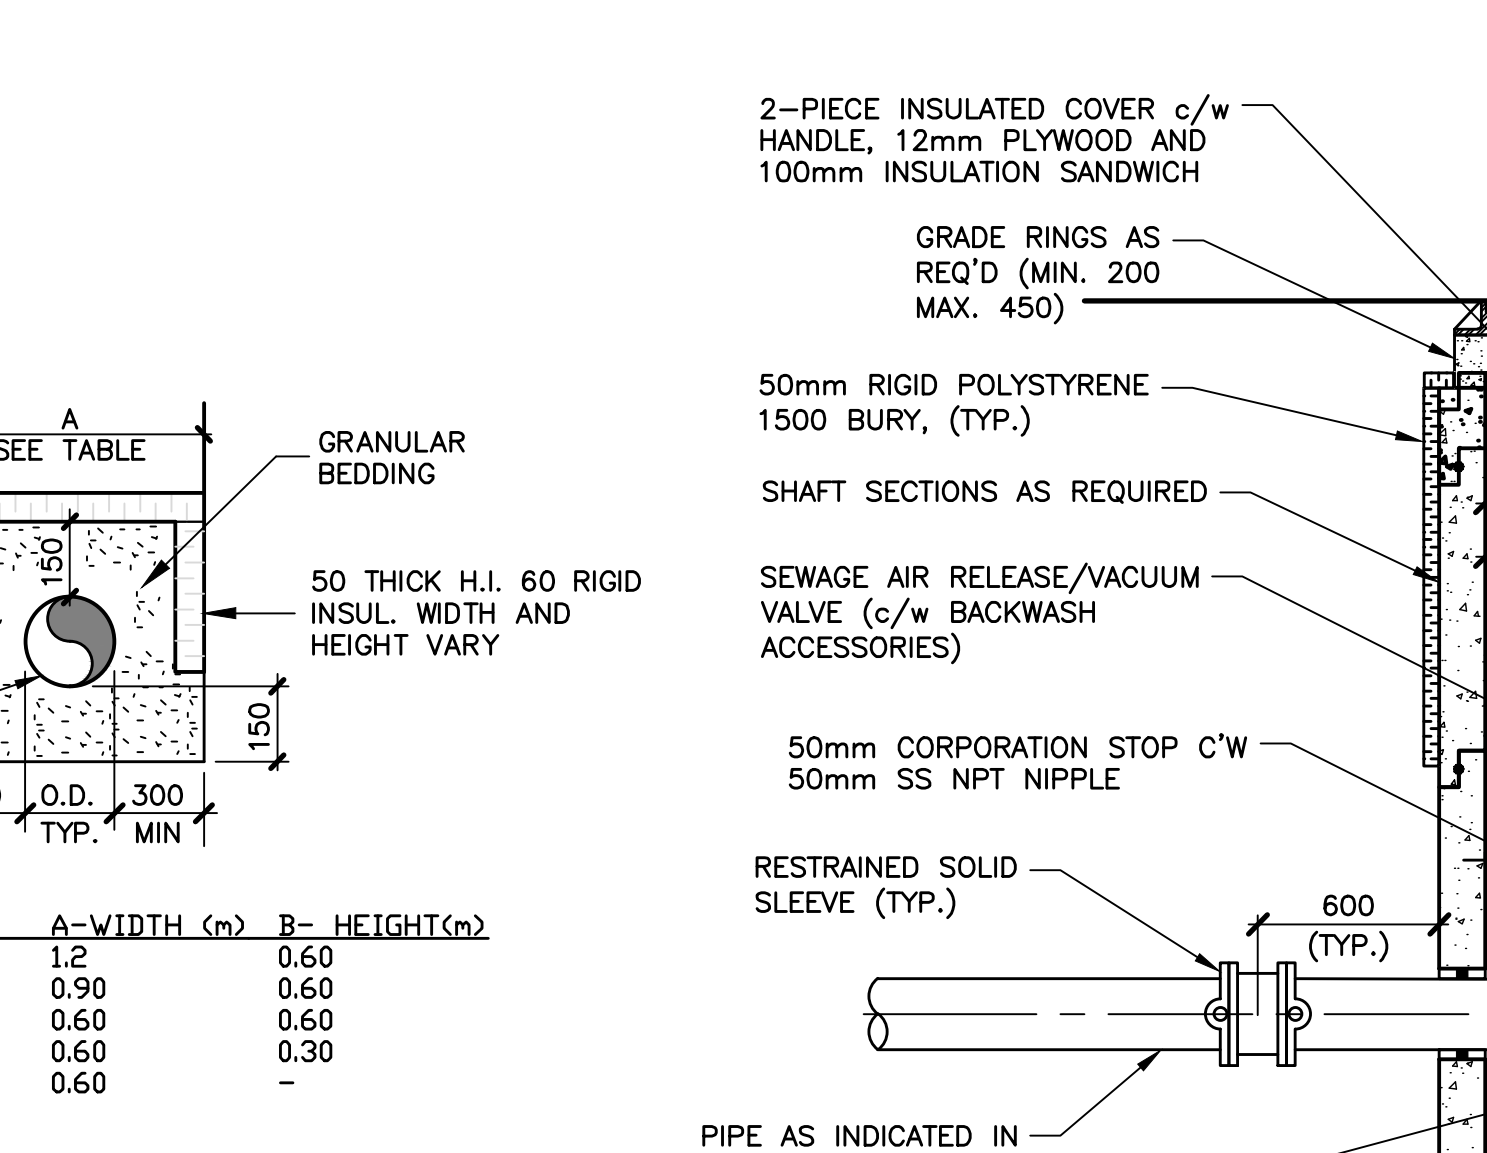 A
SEE TABLE
GRANULAR
BEDDING
150
50 THICK H.I. 60 RIGID
INSUL. WIDTH AND
HEIGHT VARY
150
O.D.
TYP.
300
MIN
A-WIDTH (m) B- HEIGHT(m)
1.2 0.60
0.90 0.60
0.60 0.60
0.60 0.30
0.60 -
2-PIECE INSULATED COVER c/w
HANDLE, 12mm PLYWOOD AND
100mm INSULATION SANDWICH
GRADE RINGS AS
REQ'D (MIN. 200
MAX. 450)
50mm RIGID POLYSTYRENE
1500 BURY, (TYP.)
SHAFT SECTIONS AS REQUIRED
SEWAGE AIR RELEASE/VACUUM
VALVE (c/w BACKWASH
ACCESSORIES)
50mm CORPORATION STOP C'W
50mm SS NPT NIPPLE
RESTRAINED SOLID
SLEEVE (TYP.)
600
(TYP.)
PIPE AS INDICATED IN